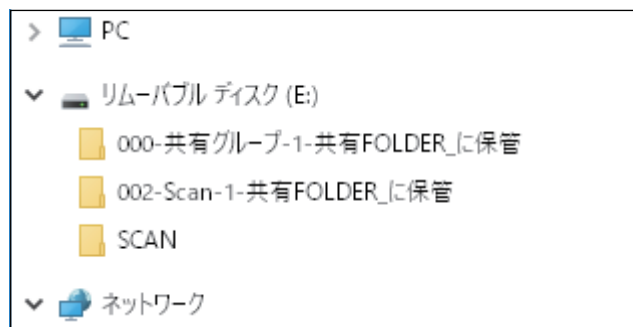 PC
リムーバブル ディスク (E:)
000-共有グループ-1-共有FOLDER_に保管
002-Scan-1-共有FOLDER_に保管
SCAN
ネットワーク